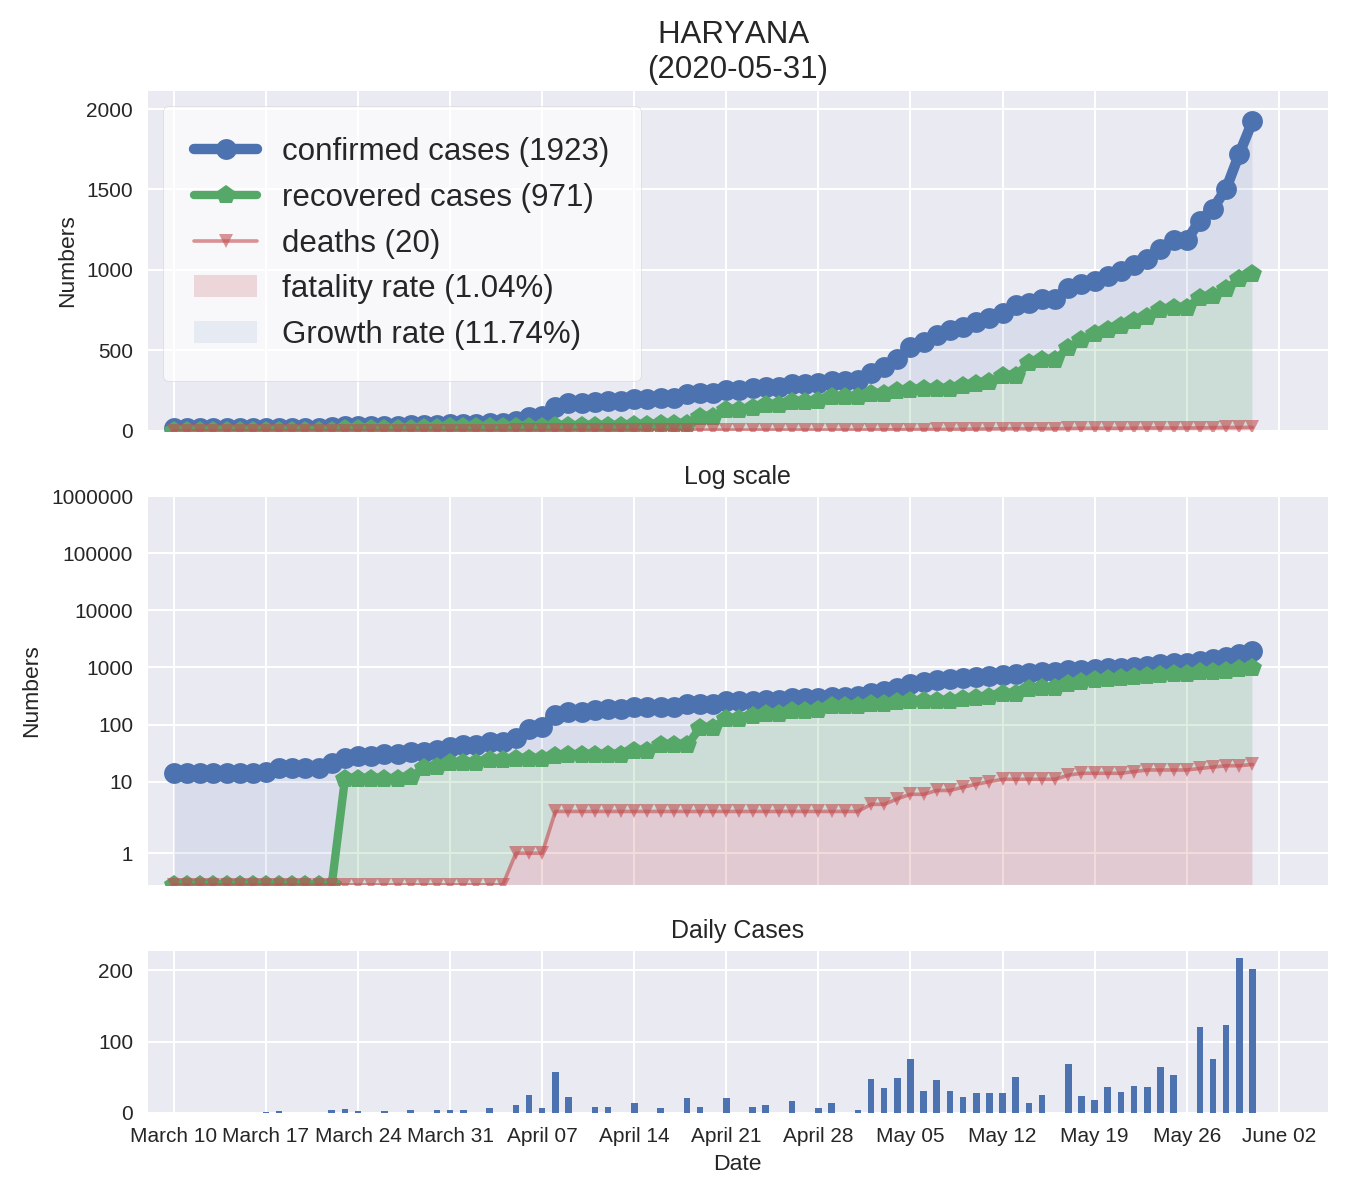 HARYANA
(2020-05-31)
2000
1500
1000
500
0
Numbers
confirmed cases (1923)
recovered cases (971)
deaths (20)
fatality rate (1.04%)
Growth rate (11.74%)
Log scale
1000000
100000
10000
1000
100
10
1
Numbers
Daily Cases
200
100
0
March 10 March 17 March 24 March 31 April 07 April 14 April 21 April 28 May 05 May 12 May 19 May 26 June 02
Date